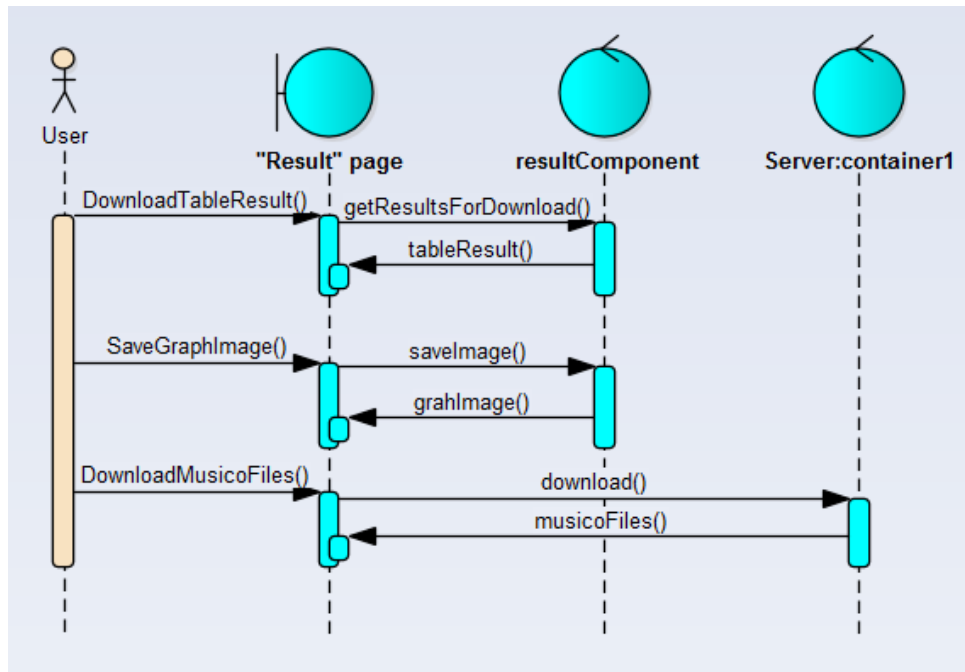 User
"Result" page
resultComponent
Server:container1
DownloadTableResult()
getResultsForDownload()
tableResult()
SaveGraphImage()
saveImage()
grahImage()
DownloadMusicoFiles()
download()
musicoFiles()